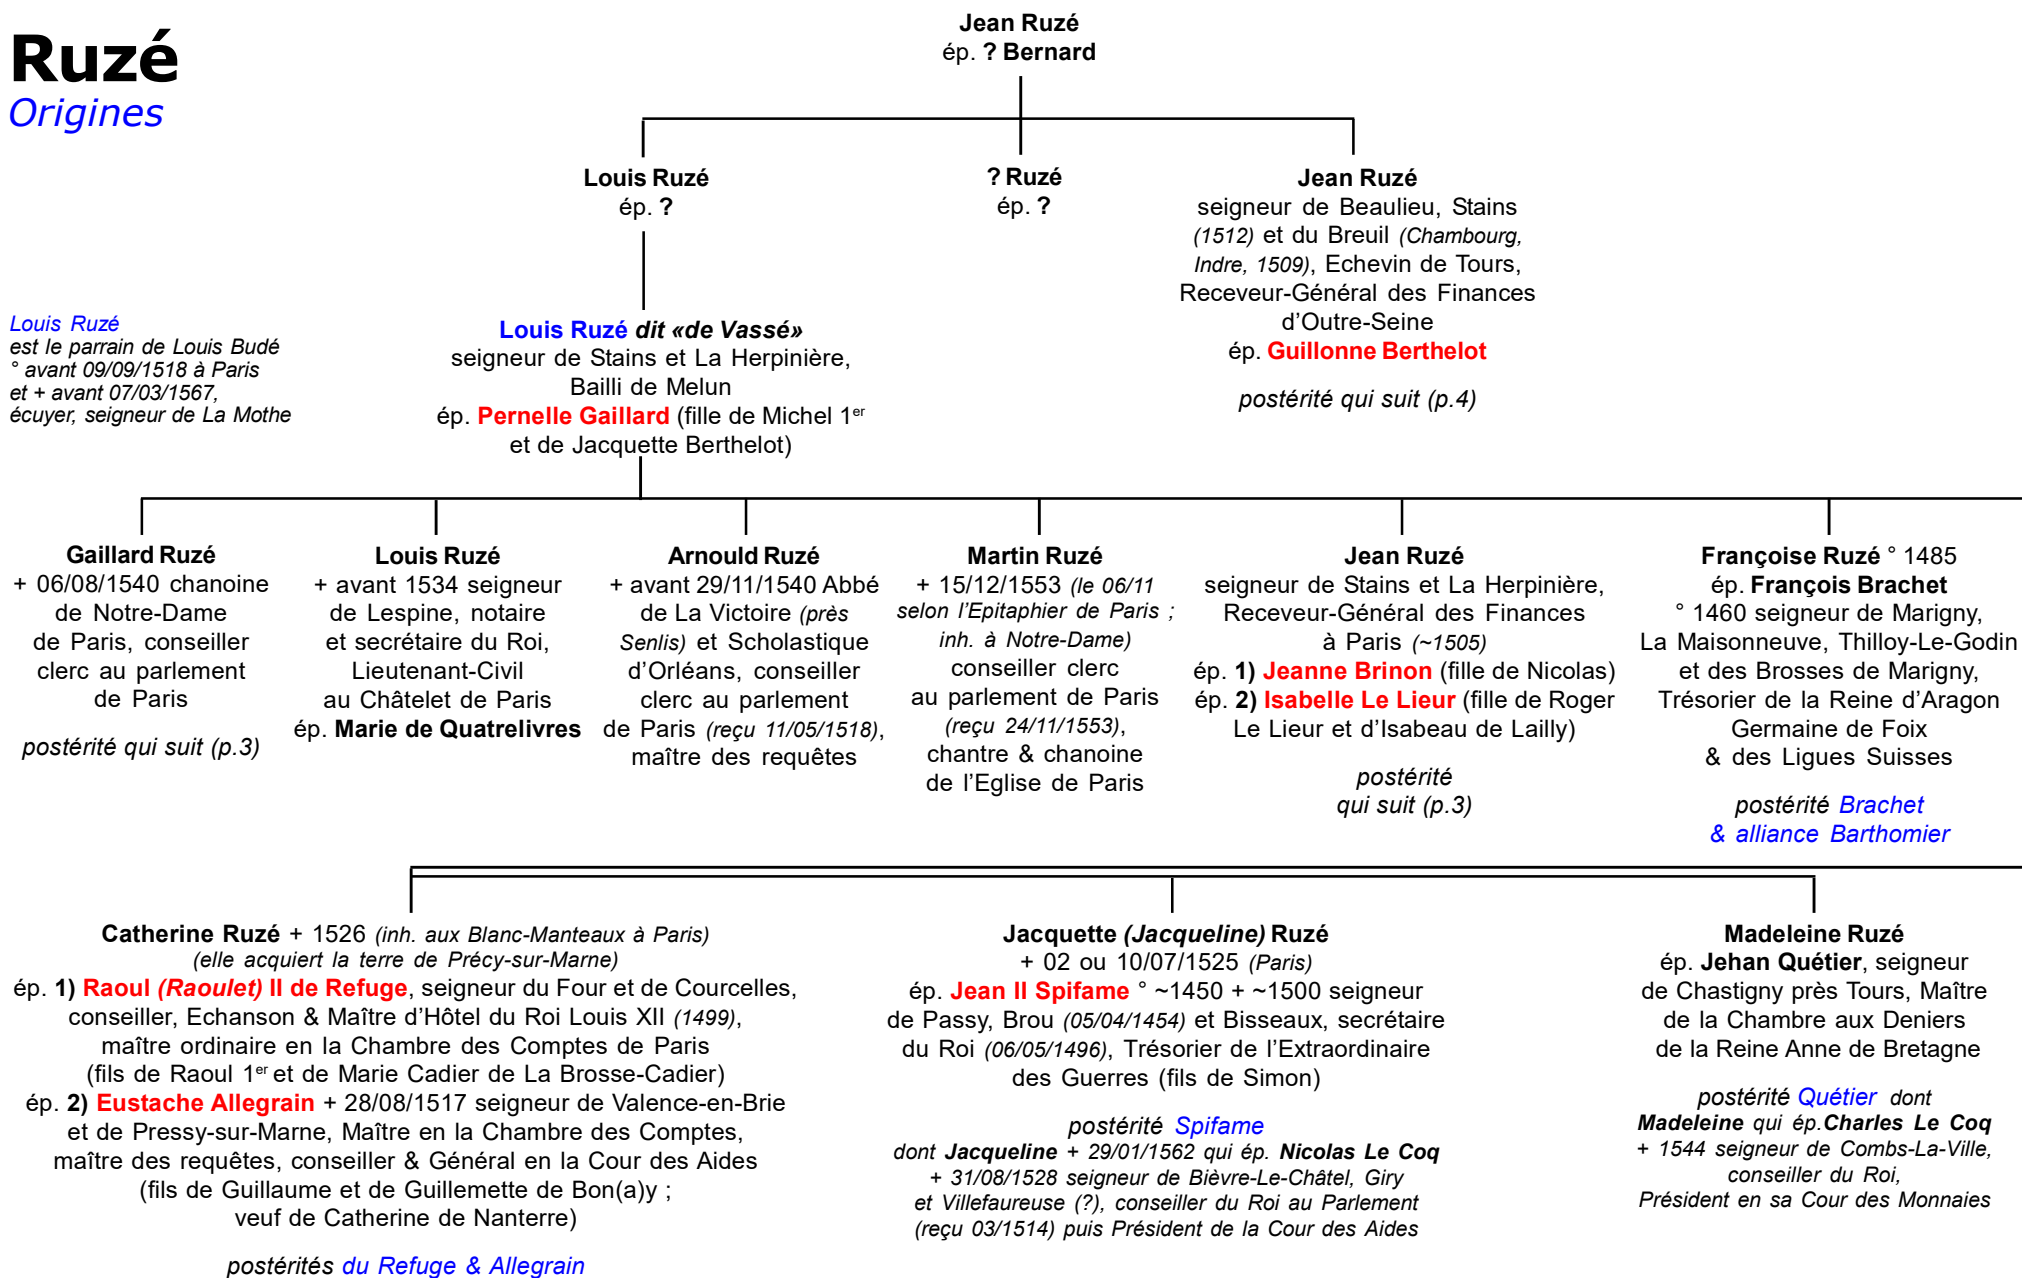 Ruzé
Origines
Jean Ruzé
ép. ? Bernard
Louis Ruzé
ép. ?
? Ruzé
ép. ?
Jean Ruzé
seigneur de Beaulieu, Stains
(1512) et du Breuil (Chambourg,
Indre, 1509), Echevin de Tours,
Receveur-Général des Finances
d'Outre-Seine
ép. Guillonne Berthelot
postérité qui suit (p.4)
Louis Ruzé
est le parrain de Louis Budé
° avant 09/09/1518 à Paris
et + avant 07/03/1567,
écuyer, seigneur de La Mothe
Louis Ruzé dit «de Vassé»
seigneur de Stains et La Herpinière,
Bailli de Melun
ép. Pernelle Gaillard (fille de Michel 1er
et de Jacquette Berthelot)
Gaillard Ruzé
+ 06/08/1540 chanoine
de Notre-Dame
de Paris, conseiller
clerc au parlement
de Paris
postérité qui suit (p.3)
Louis Ruzé
+ avant 1534 seigneur
de Lespine, notaire
et secrétaire du Roi,
Lieutenant-Civil
au Châtelet de Paris
ép. Marie de Quatrelivres
Arnould Ruzé
+ avant 29/11/1540 Abbé
de La Victoire (près
Senlis) et Scholastique
d'Orléans, conseiller
clerc au parlement
de Paris (reçu 11/05/1518),
maître des requêtes
Martin Ruzé
+ 15/12/1553 (le 06/11
selon l'Epitaphier de Paris ;
inh. à Notre-Dame)
conseiller clerc
au parlement de Paris
(reçu 24/11/1553),
chantre & chanoine
de l'Eglise de Paris
Jean Ruzé
seigneur de Stains et La Herpinière,
Receveur-Général des Finances
à Paris (~1505)
ép. 1) Jeanne Brinon (fille de Nicolas)
ép. 2) Isabelle Le Lieur (fille de Roger
Le Lieur et d'Isabeau de Lailly)
postérité
qui suit (p.3)
Françoise Ruzé ° 1485
ép. François Brachet
° 1460 seigneur de Marigny,
La Maisonneuve, Thilloy-Le-Godin
et des Brosses de Marigny,
Trésorier de la Reine d'Aragon
Germaine de Foix
& des Ligues Suisses
postérité Brachet
& alliance Barthomier
Catherine Ruzé + 1526 (inh. aux Blanc-Manteaux à Paris)
(elle acquiert la terre de Précy-sur-Marne)
ép. 1) Raoul (Raoulet) II de Refuge, seigneur du Four et de Courcelles,
conseiller, Echanson & Maître d'Hôtel du Roi Louis XII (1499),
maître ordinaire en la Chambre des Comptes de Paris
(fils de Raoul 1er et de Marie Cadier de La Brosse-Cadier)
ép. 2) Eustache Allegrain + 28/08/1517 seigneur de Valence-en-Brie
et de Pressy-sur-Marne, Maître en la Chambre des Comptes,
maître des requêtes, conseiller & Général en la Cour des Aides
(fils de Guillaume et de Guillemette de Bon(a)y ;
veuf de Catherine de Nanterre)
postérités du Refuge & Allegrain
Jacquette (Jacqueline) Ruzé
+ 02 ou 10/07/1525 (Paris)
ép. Jean II Spifame ° ~1450 + ~1500 seigneur
de Passy, Brou (05/04/1454) et Bisseaux, secrétaire
du Roi (06/05/1496), Trésorier de l'Extraordinaire
des Guerres (fils de Simon)
postérité Spifame
dont Jacqueline + 29/01/1562 qui ép. Nicolas Le Coq
+ 31/08/1528 seigneur de Bièvre-Le-Châtel, Giry
et Villefaureuse (?), conseiller du Roi au Parlement
(reçu 03/1514) puis Président de la Cour des Aides
Madeleine Ruzé
ép. Jehan Quétier, seigneur
de Chastigny près Tours, Maître
de la Chambre aux Deniers
de la Reine Anne de Bretagne
postérité Quétier dont
Madeleine qui ép.Charles Le Coq
+ 1544 seigneur de Combs-La-Ville,
conseiller du Roi,
Président en sa Cour des Monnaies